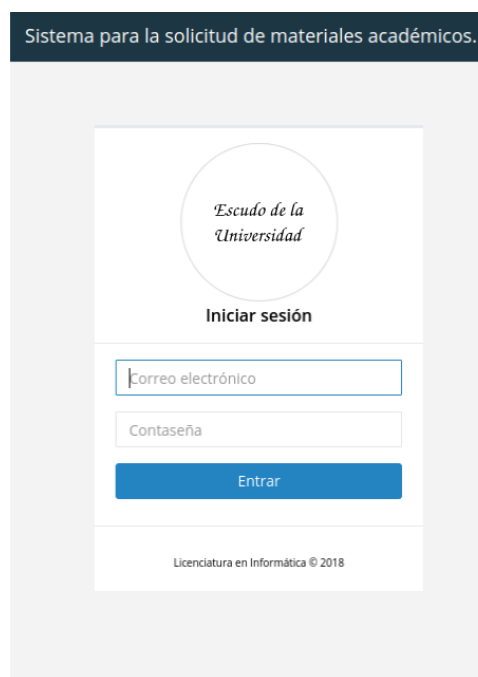 Sistema para la solicitud de materiales académicos.
Escudo de la
Universidad
Iniciar sesión
Correo electrónico
Contaseña
Entrar
Licenciatura en Informática © 2018